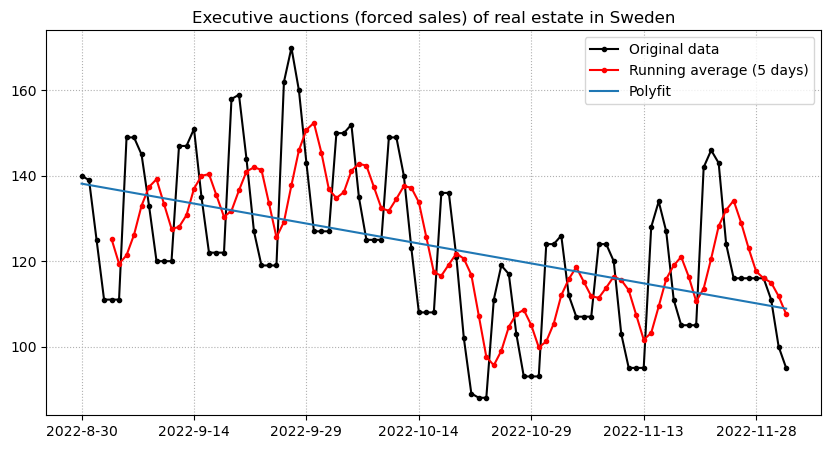 Executive auctions (forced sales) of real estate in Sweden
Original data
Running average (5 days)
Polyfit
160
140
120
100
2022-8-30 2022-9-14 2022-9-29 2022-10-14 2022-10-29 2022-11-13 2022-11-28